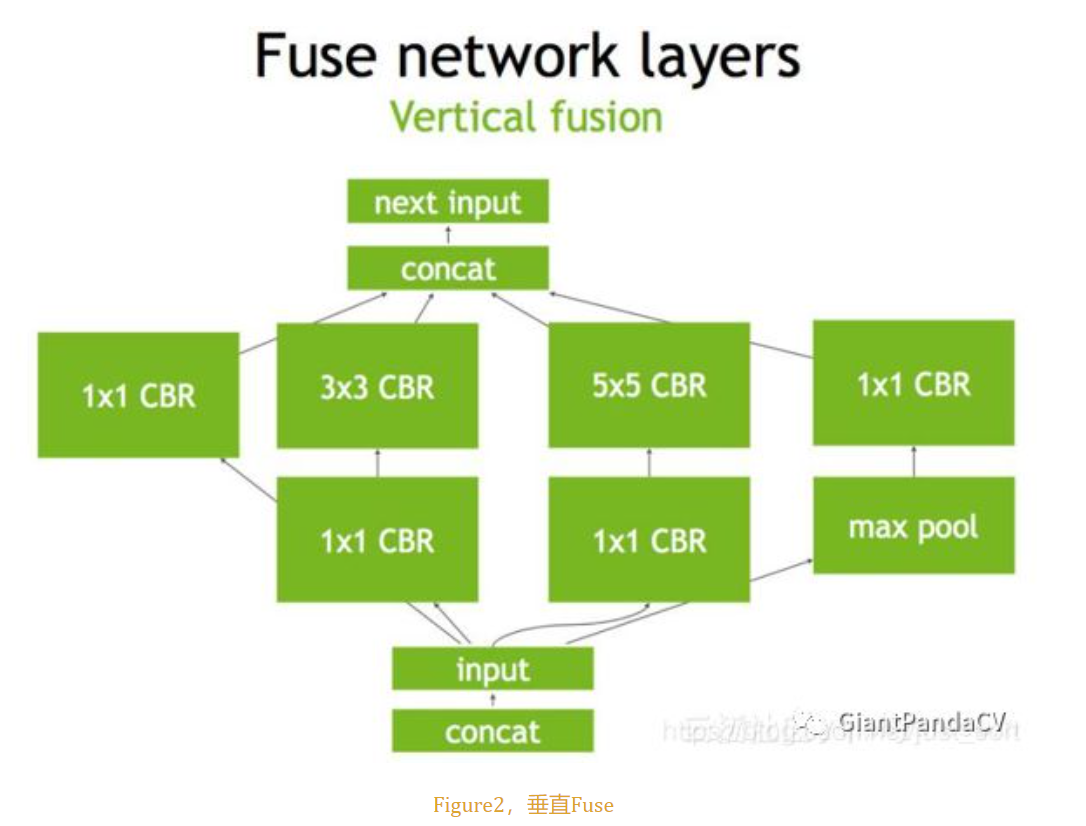 Fuse network layers
Vertical fusion
next input
concat
1x1 CBR
3x3 CBR
5x5 CBR
1x1 CBR
1x1 CBR
1x1 CBR
max pool
input
concat
GiantPandaCV
Figure2，垂直Fuse